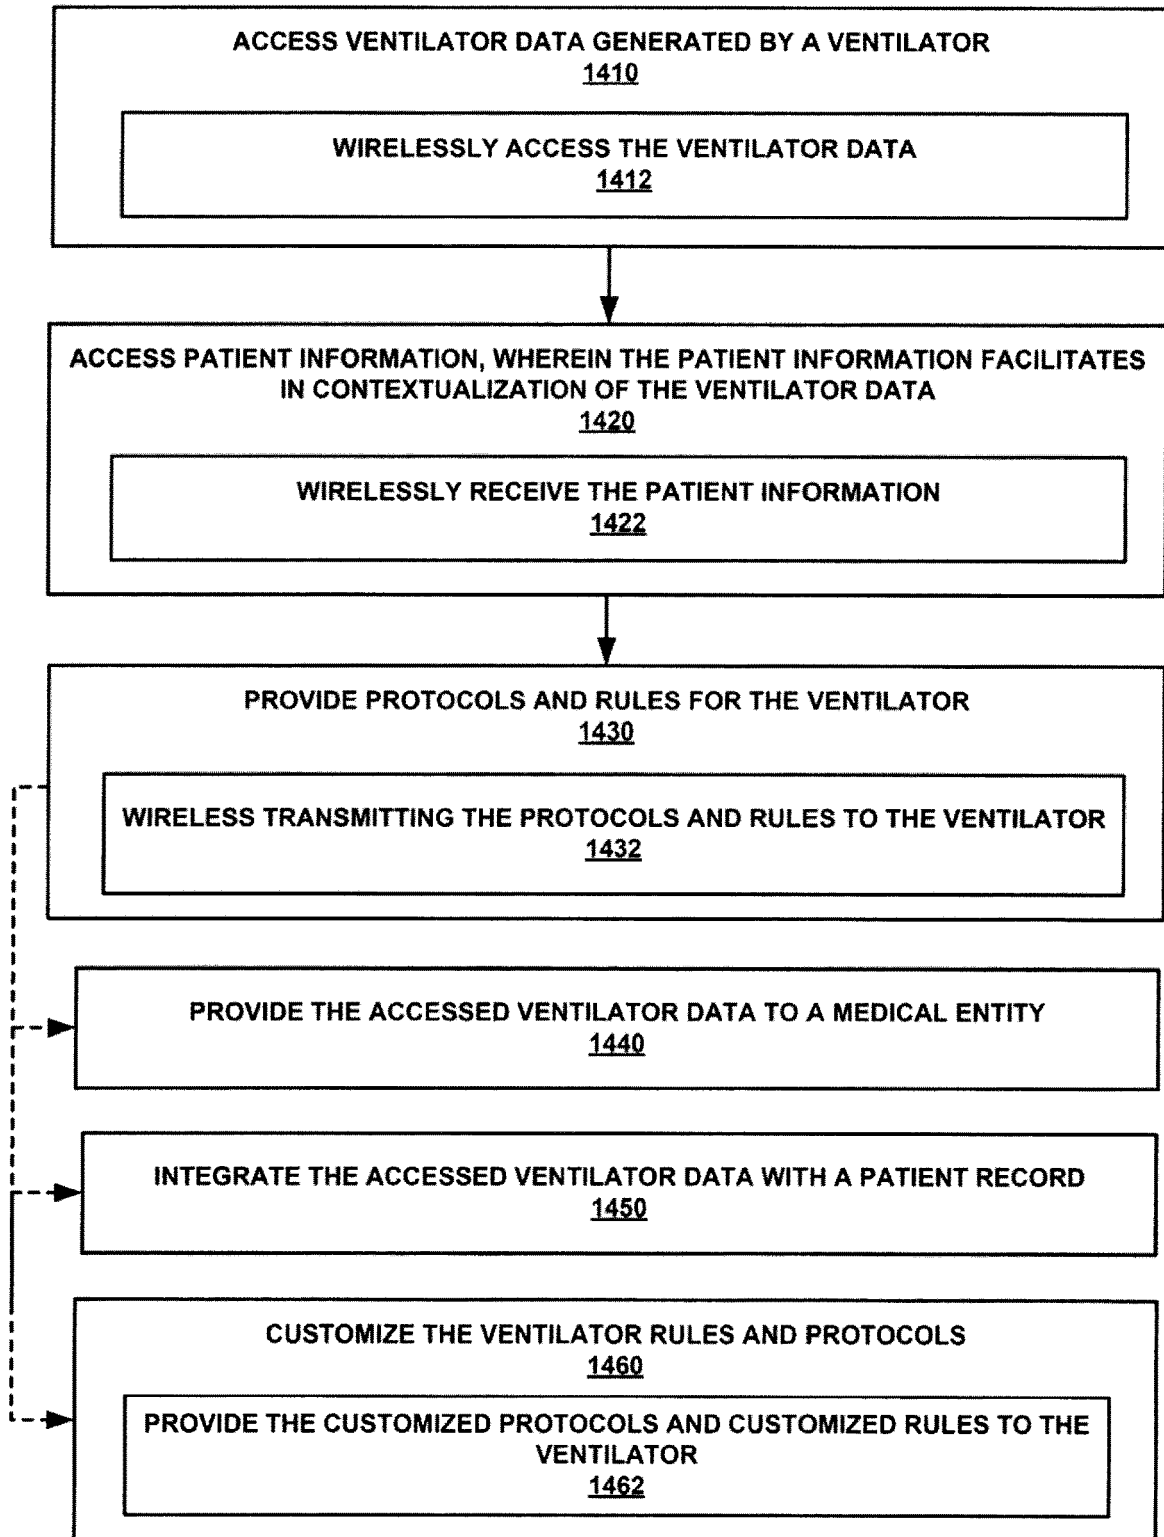 ACCESS VENTILATOR DATA GENERATED BY A VENTILATOR
1410
WIRELESSLY ACCESS THE VENTILATOR DATA
1412
ACCESS PATIENT INFORMATION, WHEREIN THE PATIENT INFORMATION FACILITATES
IN CONTEXTUALIZATION OF THE VENTILATOR DATA
1420
WIRELESSLY RECEIVE THE PATIENT INFORMATION
1422
PROVIDE PROTOCOLS AND RULES FOR THE VENTILATOR
1430
WIRELESS TRANSMITTING THE PROTOCOLS AND RULES TO THE VENTILATOR
1432
PROVIDE THE ACCESSED VENTILATOR DATA TO A MEDICAL ENTITY
1440
INTEGRATE THE ACCESSED VENTILATOR DATA WITH A PATIENT RECORD
1450
CUSTOMIZE THE VENTILATOR RULES AND PROTOCOLS
1460
PROVIDE THE CUSTOMIZED PROTOCOLS AND CUSTOMIZED RULES TO THE
VENTILATOR
1462